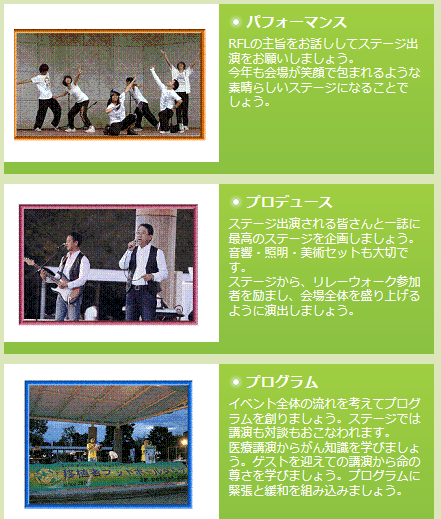 パフォーマンス
RFLの主旨をお話ししてステージ出
演をお願いしましょう。
今年も会場が笑顔で包まれるような
素晴らしいステージになることで
しょう。
プロデュース
ステージ出演される皆さんと一誌に
最高のステージを企画しましょう。
音響・照明・美術セットも大切で
す。
ステージから、リレーウォーク参加
者を励まし、会場全体を盛り上げる
ように演出しましょう。
プログラム
イベント全体の流れを考えてプログ
ラムを創りましょう。ステージでは
講演も対談もおこなわれます。
医療講演からがん知識を学びましょ
う。ゲストを迎えての講演から命の
尊さを学びましょう。プログラムに
緊張と緩和を組み込みましょう。